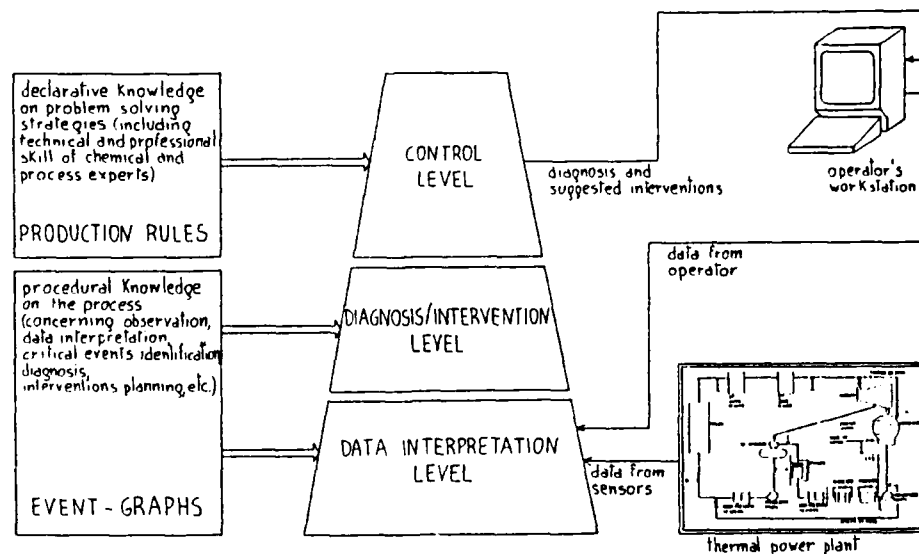 declarative Knowledge
on problem solving
strategies (including
technical and professional
skill of chemical and
process experts)
PRODUCTION RULES
procedural Knowledge
on the process
(concerning observation,
data interpretation,
critical events identification
diagnosis,
interventions planning, etc.)
EVENT-GRAPHS
CONTROL
LEVEL
DIAGNOSIS/INTERVENTION
LEVEL
DATA INTERPRETATION
LEVEL
diagnosis and
suggested interventions
operator's
workstation
data from
operator
data from
sensors
thermal power plant